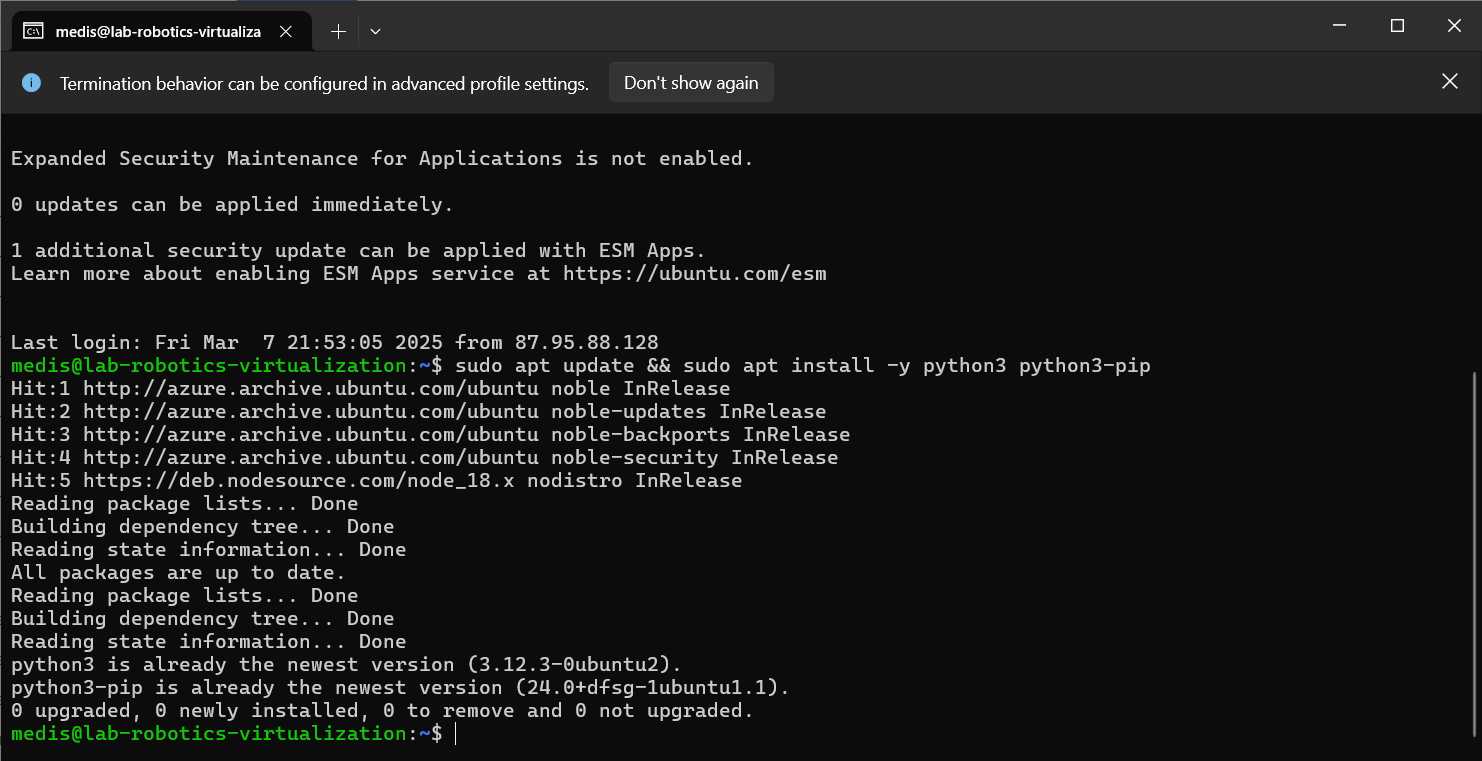 medis@lab-robotics-virtualiza
Termination behavior can be configured in advanced profile settings. Don't show again
Expanded Security Maintenance for Applications is not enabled.
0 updates can be applied immediately.
1 additional security update can be applied with ESM Apps.
Learn more about enabling ESM Apps service at https://ubuntu.com/esm
Last login: Fri Mar  7 21:53:05 2025 from 87.95.88.128
medis@lab-robotics-virtualization:~$ sudo apt update && sudo apt install -y python3 python3-pip
Hit:1 http://azure.archive.ubuntu.com/ubuntu noble InRelease
Hit:2 http://azure.archive.ubuntu.com/ubuntu noble-updates InRelease
Hit:3 http://azure.archive.ubuntu.com/ubuntu noble-backports InRelease
Hit:4 http://azure.archive.ubuntu.com/ubuntu noble-security InRelease
Hit:5 https://deb.nodesource.com/node_18.x nodistro InRelease
Reading package lists... Done
Building dependency tree... Done
Reading state information... Done
All packages are up to date.
Reading package lists... Done
Building dependency tree... Done
Reading state information... Done
python3 is already the newest version (3.12.3-0ubuntu2).
python3-pip is already the newest version (24.0+dfsg-1ubuntu1.1).
0 upgraded, 0 newly installed, 0 to remove and 0 not upgraded.
medis@lab-robotics-virtualization:~$